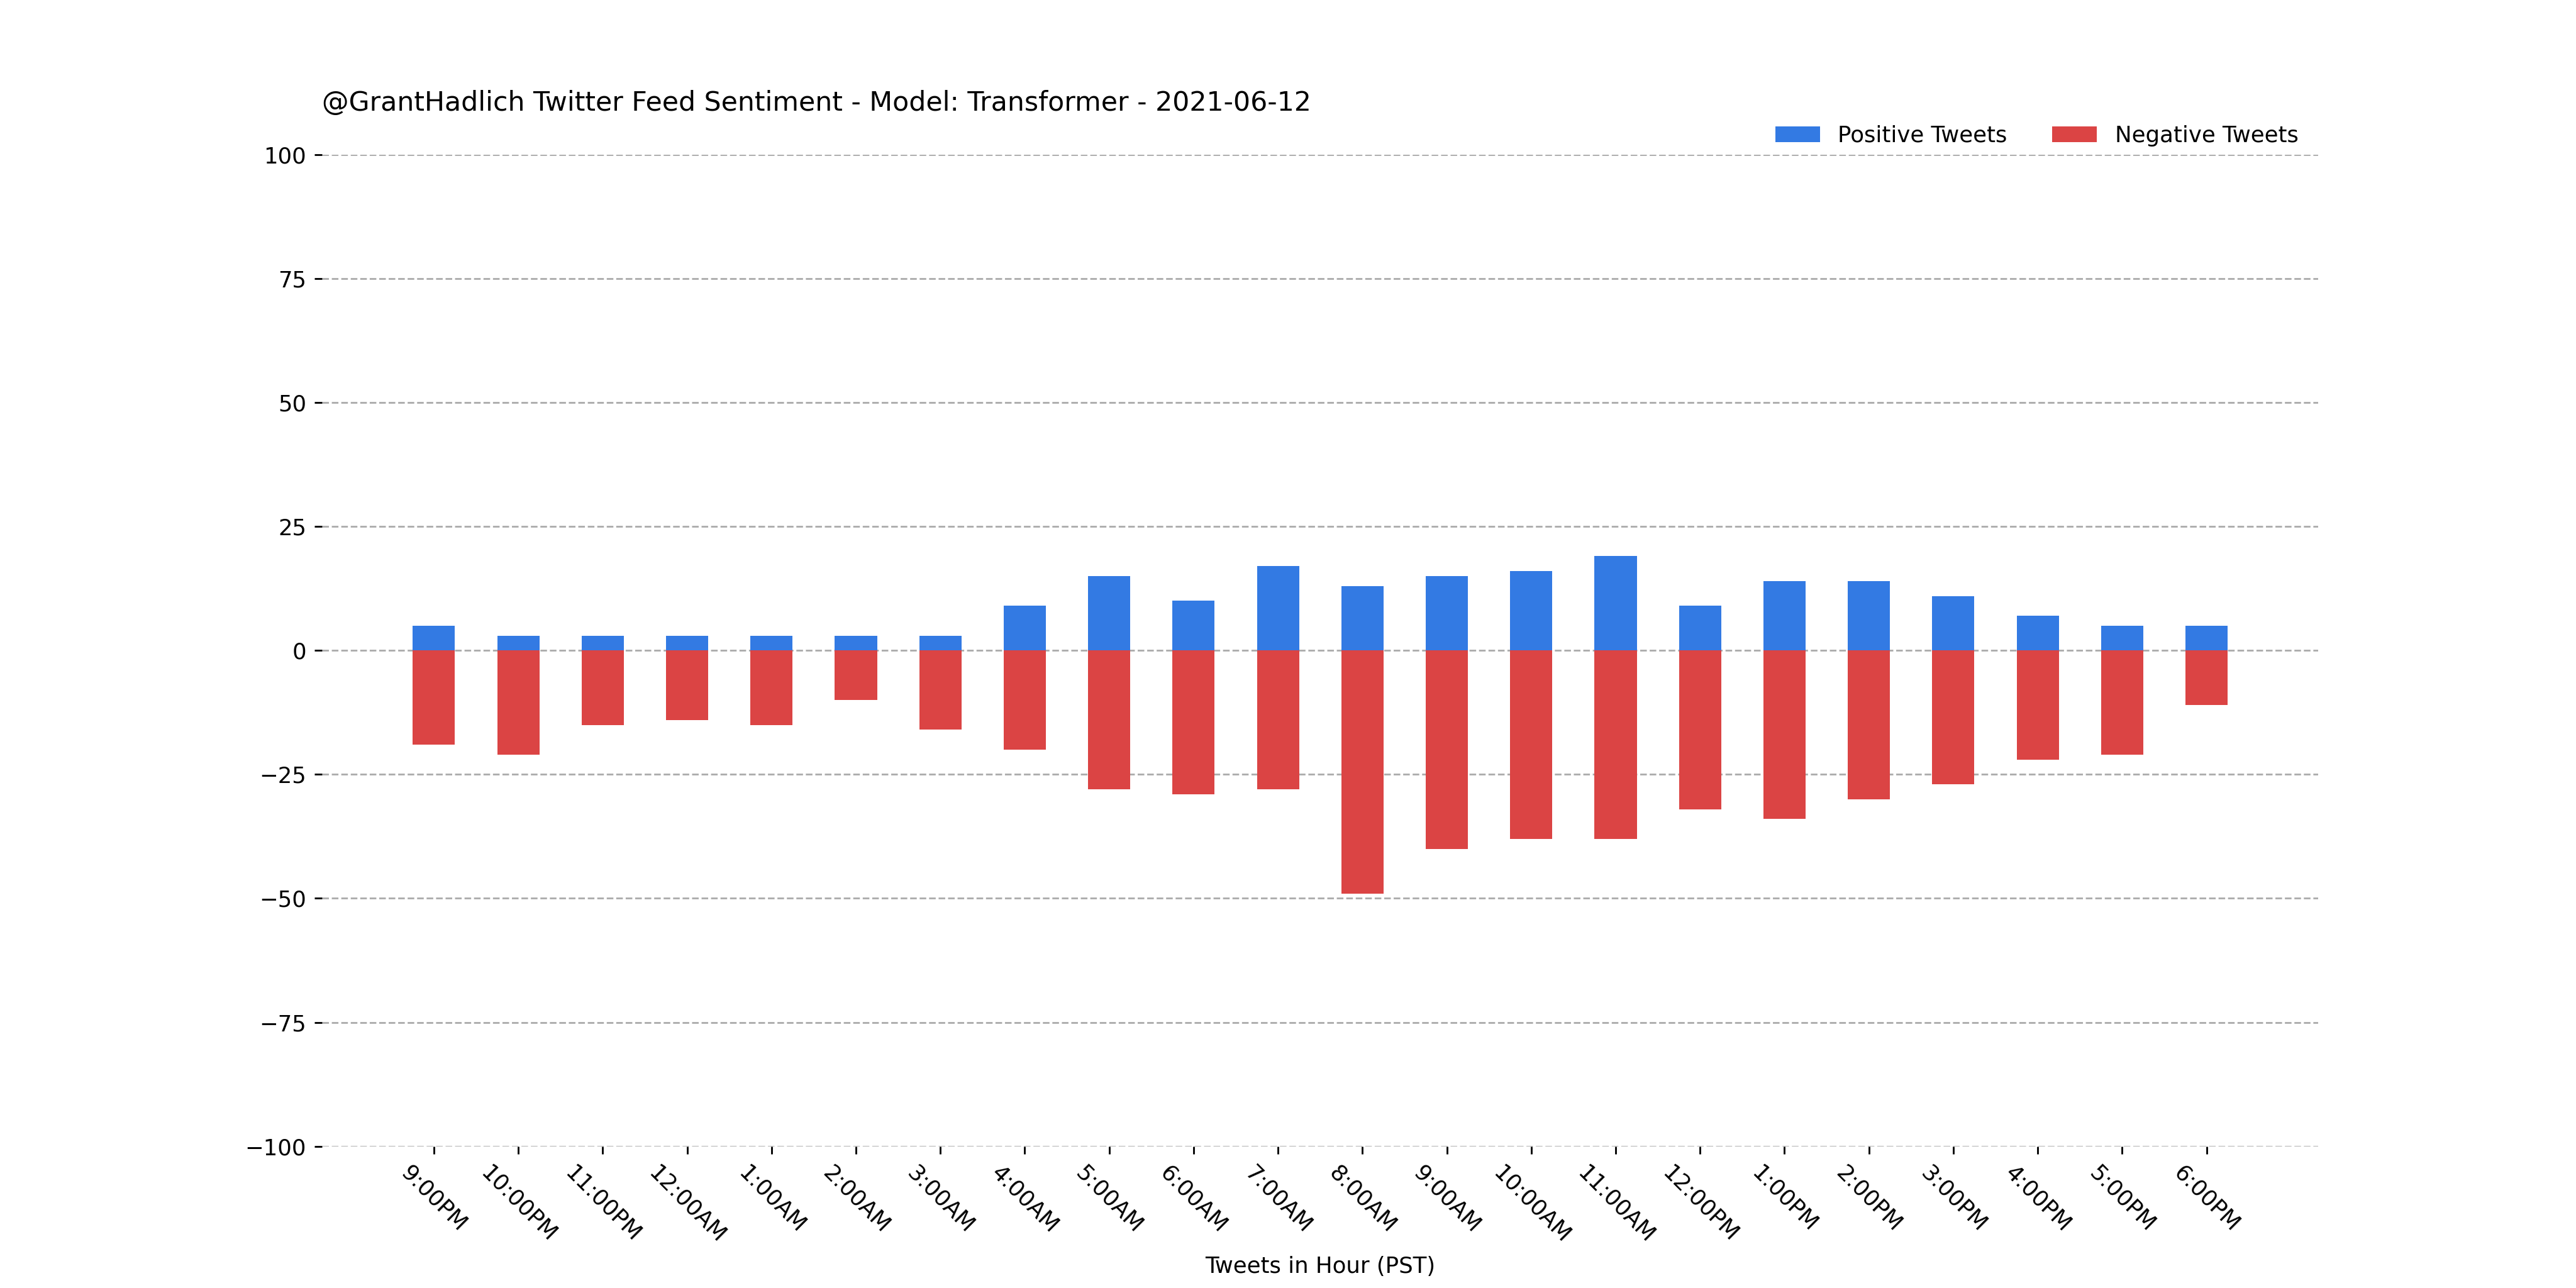 @GrantHadlich Twitter Feed Sentiment - Model: Transformer - 2021-06-12
Positive Tweets Negative Tweets
100
75
50
25
0
−25
−50
−75
−100
9:00PM 10:00PM 11:00PM 12:00AM 1:00AM 2:00AM 3:00AM 4:00AM 5:00AM 6:00AM 7:00AM 8:00AM 9:00AM 10:00AM 11:00AM 12:00PM 1:00PM 2:00PM 3:00PM 4:00PM 5:00PM 6:00PM
Tweets in Hour (PST)